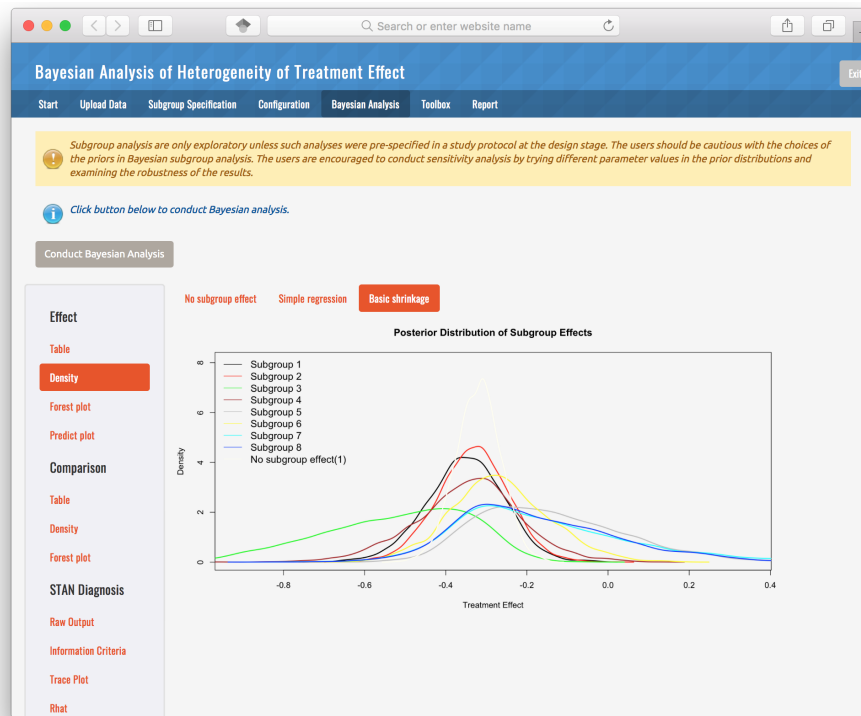 Search or enter website name
Bayesian Analysis of Heterogeneity of Treatment Effect
Exit
Start Upload Data Subgroup Specification Configuration Bayesian Analysis Toolbox Report
Subgroup analysis are only exploratory unless such analyses were pre-specified in a study protocol at the design stage. The users should be cautious with the choices of
the priors in Bayesian subgroup analysis. The users are encouraged to conduct sensitivity analysis by trying different parameter values in the prior distributions and
examining the robustness of the results.
Click button below to conduct Bayesian analysis.
Conduct Bayesian Analysis
No subgroup effect Simple regression Basic shrinkage
Effect
Table
Density
Forest plot
Predict plot
Comparison
Table
Density
Forest plot
STAN Diagnosis
Raw Output
Information Criteria
Trace Plot
Rhat
Posterior Distribution of Subgroup Effects
Density
8
6
4
2
0
Subgroup 1
Subgroup 2
Subgroup 3
Subgroup 4
Subgroup 5
Subgroup 6
Subgroup 7
Subgroup 8
No subgroup effect(1)
-0.8 -0.6 -0.4 -0.2 0.0 0.2 0.4
Treatment Effect